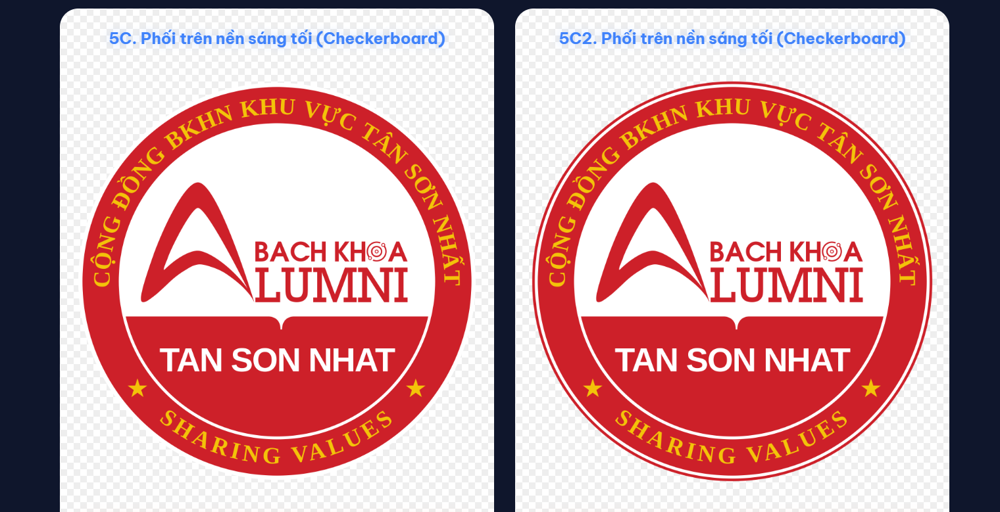 5C. Phối trên nền sáng tối (Checkerboard)
CỘNG ĐỒNG BKHN KHU VỰC TÂN SƠN NHẤT
BACH KHOA
ALUMNI
TAN SON NHAT
★ SHARING VALUES ★
5C2. Phối trên nền sáng tối (Checkerboard)
CỘNG ĐỒNG BKHN KHU VỰC TÂN SƠN NHẤT
BACH KHOA
ALUMNI
TAN SON NHAT
★ SHARING VALUES ★